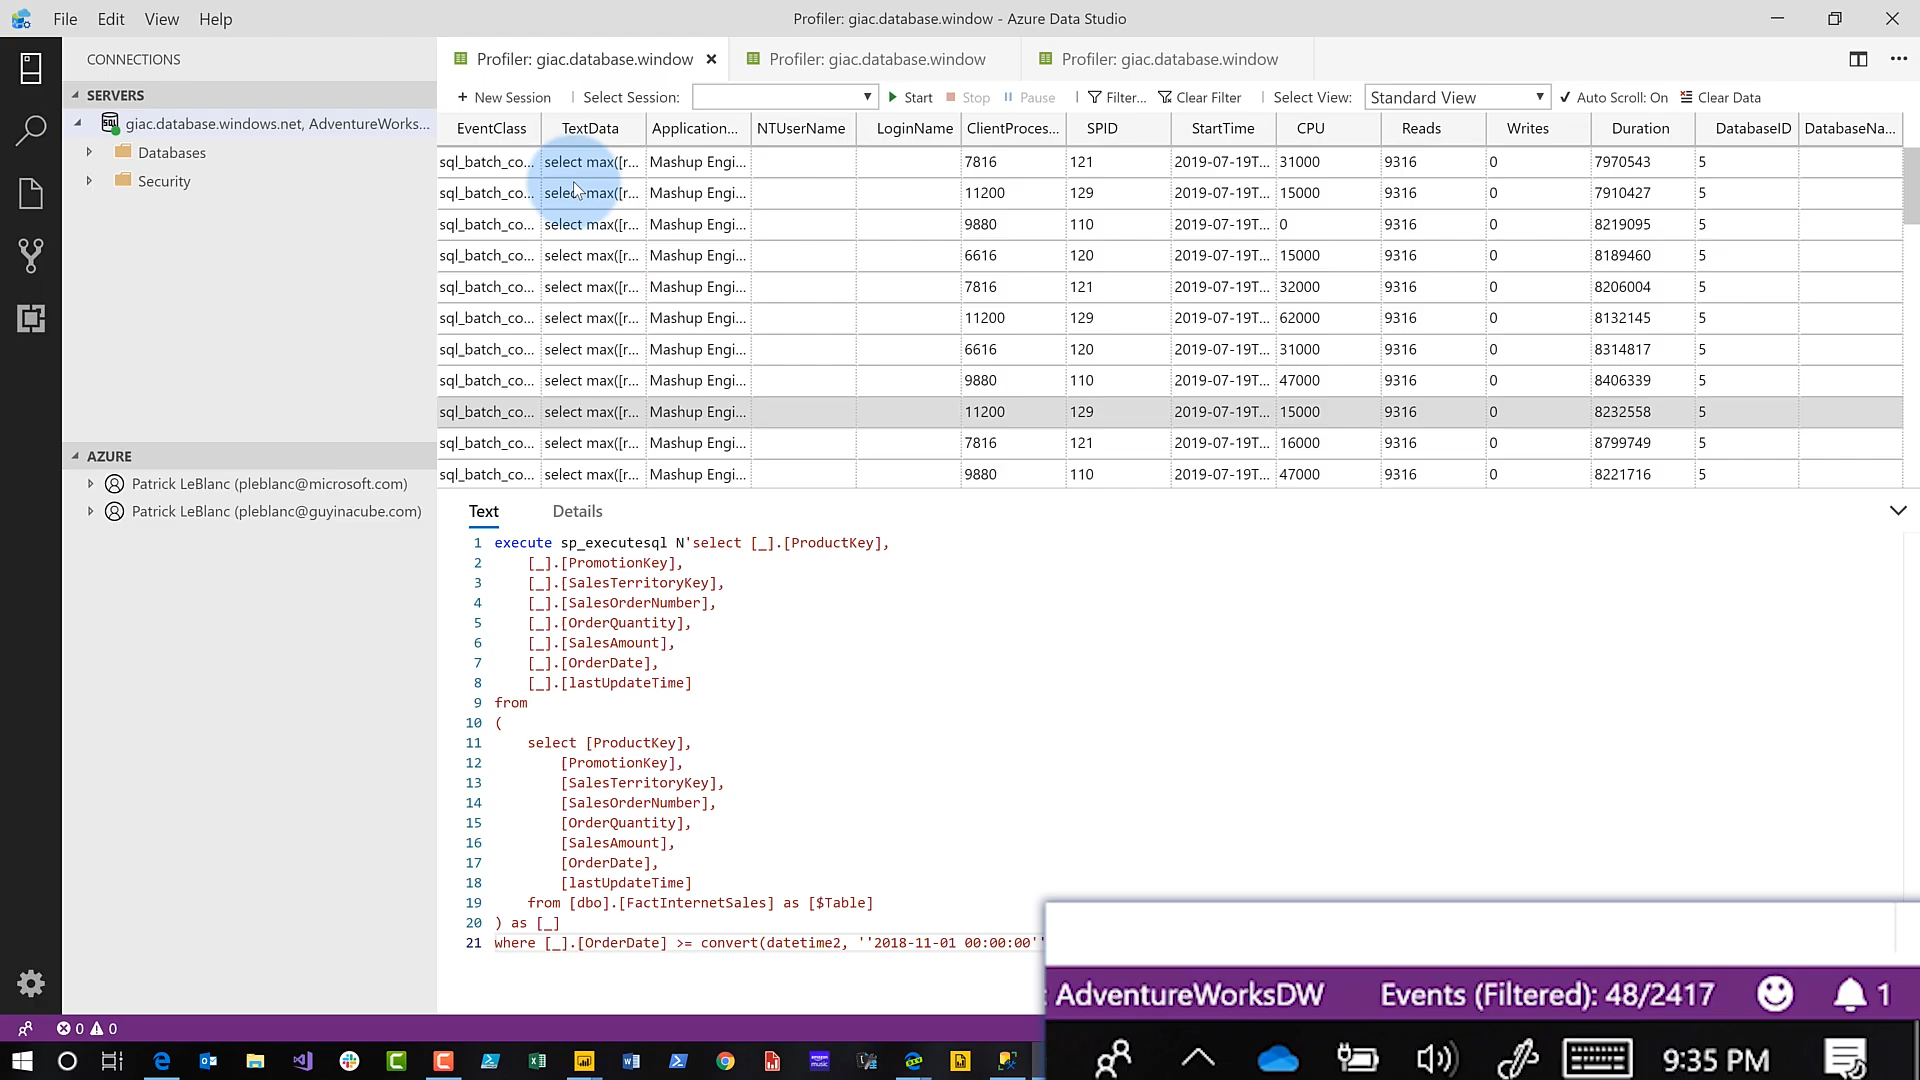 File Edit View Help
Profiler: giac.database.window - Azure Data Studio
CONNECTIONS
SERVERS
giac.database.windows.net, AdventureWorks...
Databases
Security
AZURE
Patrick LeBlanc (pleblanc@microsoft.com)
Patrick LeBlanc (pleblanc@guyinacube.com)
Profiler: giac.database.window Profiler: giac.database.window Profiler: giac.database.window
+ New Session Select Session: Start Stop Pause Filter... Clear Filter Select View: Standard View Auto Scroll: On Clear Data
EventClass TextData Application... NTUserName LoginName ClientProces... SPID StartTime CPU Reads Writes Duration DatabaseID DatabaseNa...
sql_batch_co... select max([r... Mashup Engi... 7816 121 2019-07-19T... 31000 9316 0 7970543 5
sql_batch_co... select max([r... Mashup Engi... 11200 129 2019-07-19T... 15000 9316 0 7910427 5
sql_batch_co... select max([r... Mashup Engi... 9880 110 2019-07-19T... 0 9316 0 8219095 5
sql_batch_co... select max([r... Mashup Engi... 6616 120 2019-07-19T... 15000 9316 0 8189460 5
sql_batch_co... select max([r... Mashup Engi... 7816 121 2019-07-19T... 32000 9316 0 8206004 5
sql_batch_co... select max([r... Mashup Engi... 11200 129 2019-07-19T... 62000 9316 0 8132145 5
sql_batch_co... select max([r... Mashup Engi... 6616 120 2019-07-19T... 31000 9316 0 8314817 5
sql_batch_co... select max([r... Mashup Engi... 9880 110 2019-07-19T... 47000 9316 0 8406339 5
sql_batch_co... select max([r... Mashup Engi... 11200 129 2019-07-19T... 15000 9316 0 8232558 5
sql_batch_co... select max([r... Mashup Engi... 7816 121 2019-07-19T... 16000 9316 0 8799749 5
sql_batch_co... select max([r... Mashup Engi... 9880 110 2019-07-19T... 47000 9316 0 8221716 5
Text Details
1 execute sp_executesql N'select [_].[ProductKey],
2 [_].[PromotionKey],
3 [_].[SalesTerritoryKey],
4 [_].[SalesOrderNumber],
5 [_].[OrderQuantity],
6 [_].[SalesAmount],
7 [_].[OrderDate],
8 [_].[lastUpdateTime]
9 from
10 (
11 select [ProductKey],
12 [PromotionKey],
13 [SalesTerritoryKey],
14 [SalesOrderNumber],
15 [OrderQuantity],
16 [SalesAmount],
17 [OrderDate],
18 [lastUpdateTime]
19 from [dbo].[FactInternetSales] as [$Table]
20 ) as [_]
21 where [_].[OrderDate] >= convert(datetime2, ''2018-11-01 00:00:00''
: AdventureWorksDW Events (Filtered): 48/2417 1
0 0
9:35 PM